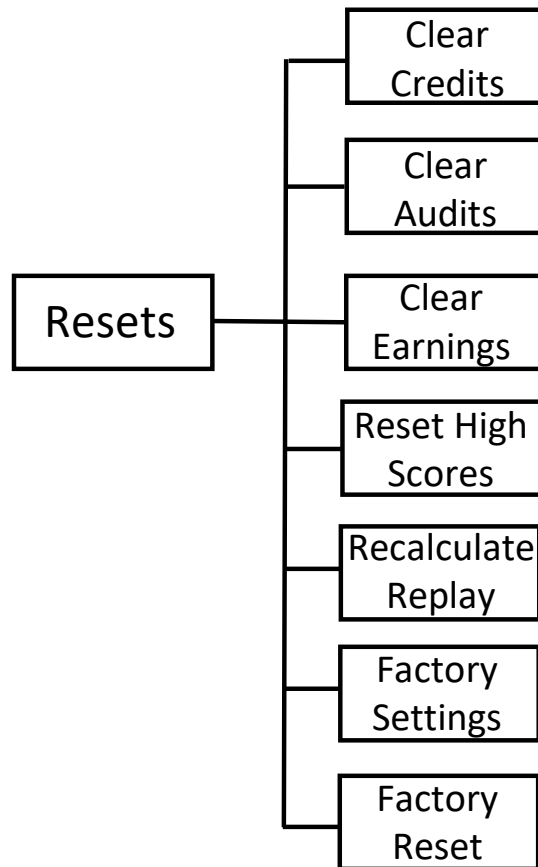 Clear
Credits
Clear
Audits
Resets
Clear
Earnings
Reset High
Scores
Recalculate
Replay
Factory
Settings
Factory
Reset